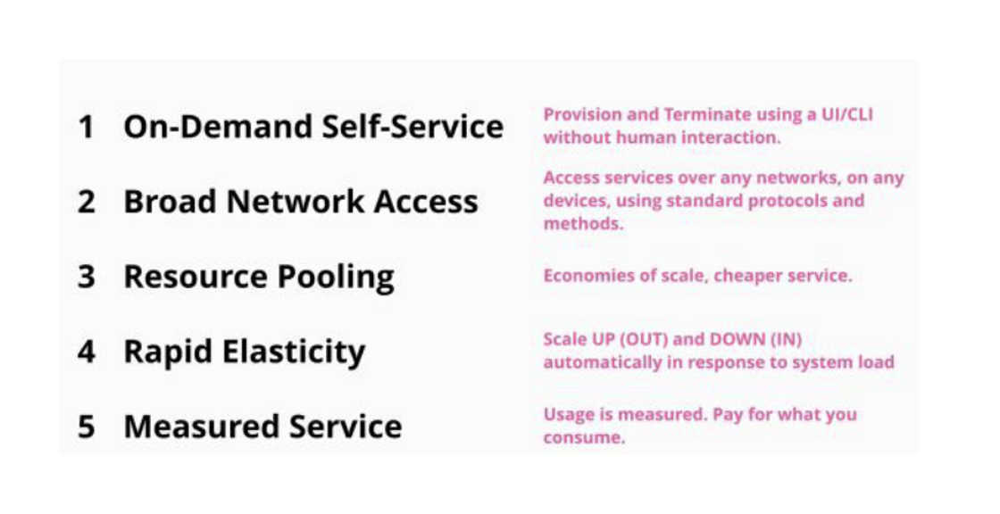 1 On-Demand Self-Service
Provision and Terminate using a UI/CLI
without human interaction.
2 Broad Network Access
Access services over any networks, on any
devices, using standard protocols and
methods.
3 Resource Pooling
Economies of scale, cheaper service.
4 Rapid Elasticity
Scale UP (OUT) and DOWN (IN)
automatically in response to system load
5 Measured Service
Usage is measured. Pay for what you
consume.